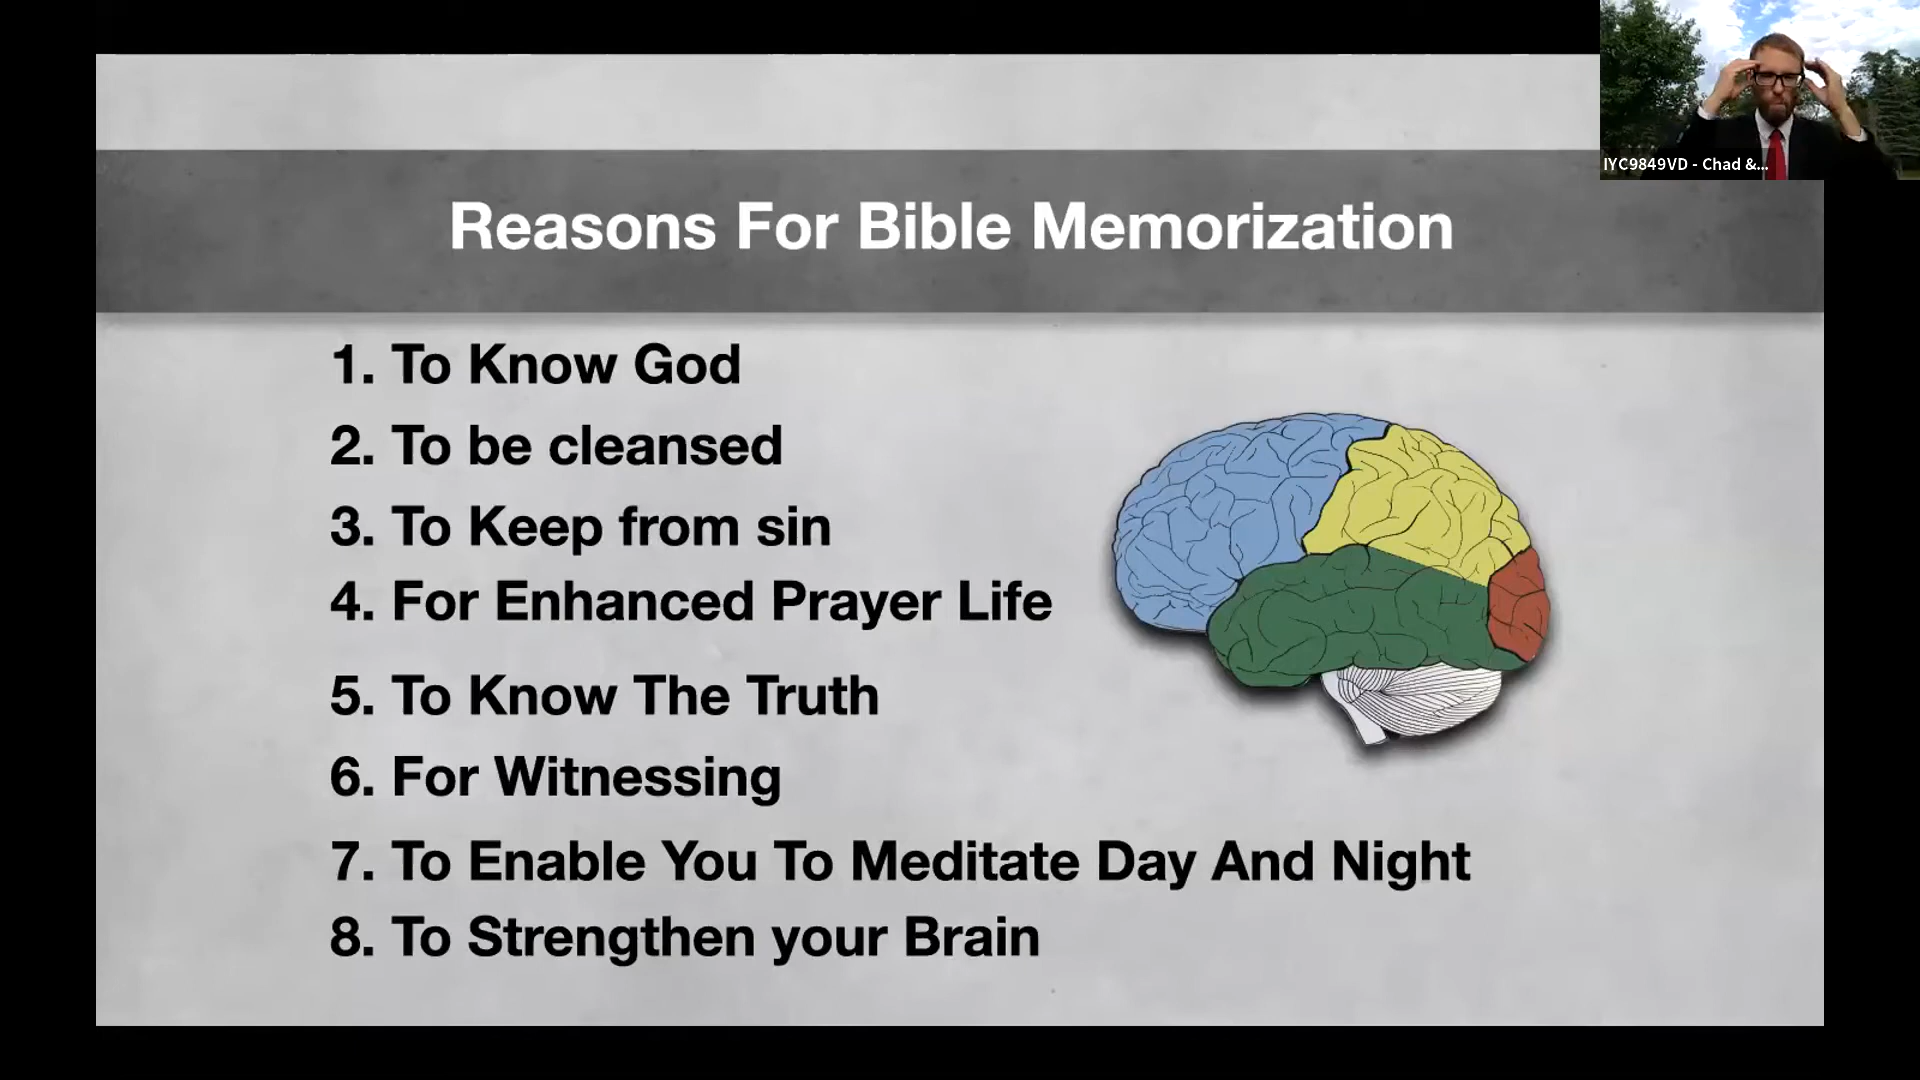 IYC9849VD - Chad &...
Reasons For Bible Memorization
1. To Know God
2. To be cleansed
3. To Keep from sin
4. For Enhanced Prayer Life
5. To Know The Truth
6. For Witnessing
7. To Enable You To Meditate Day And Night
8. To Strengthen your Brain